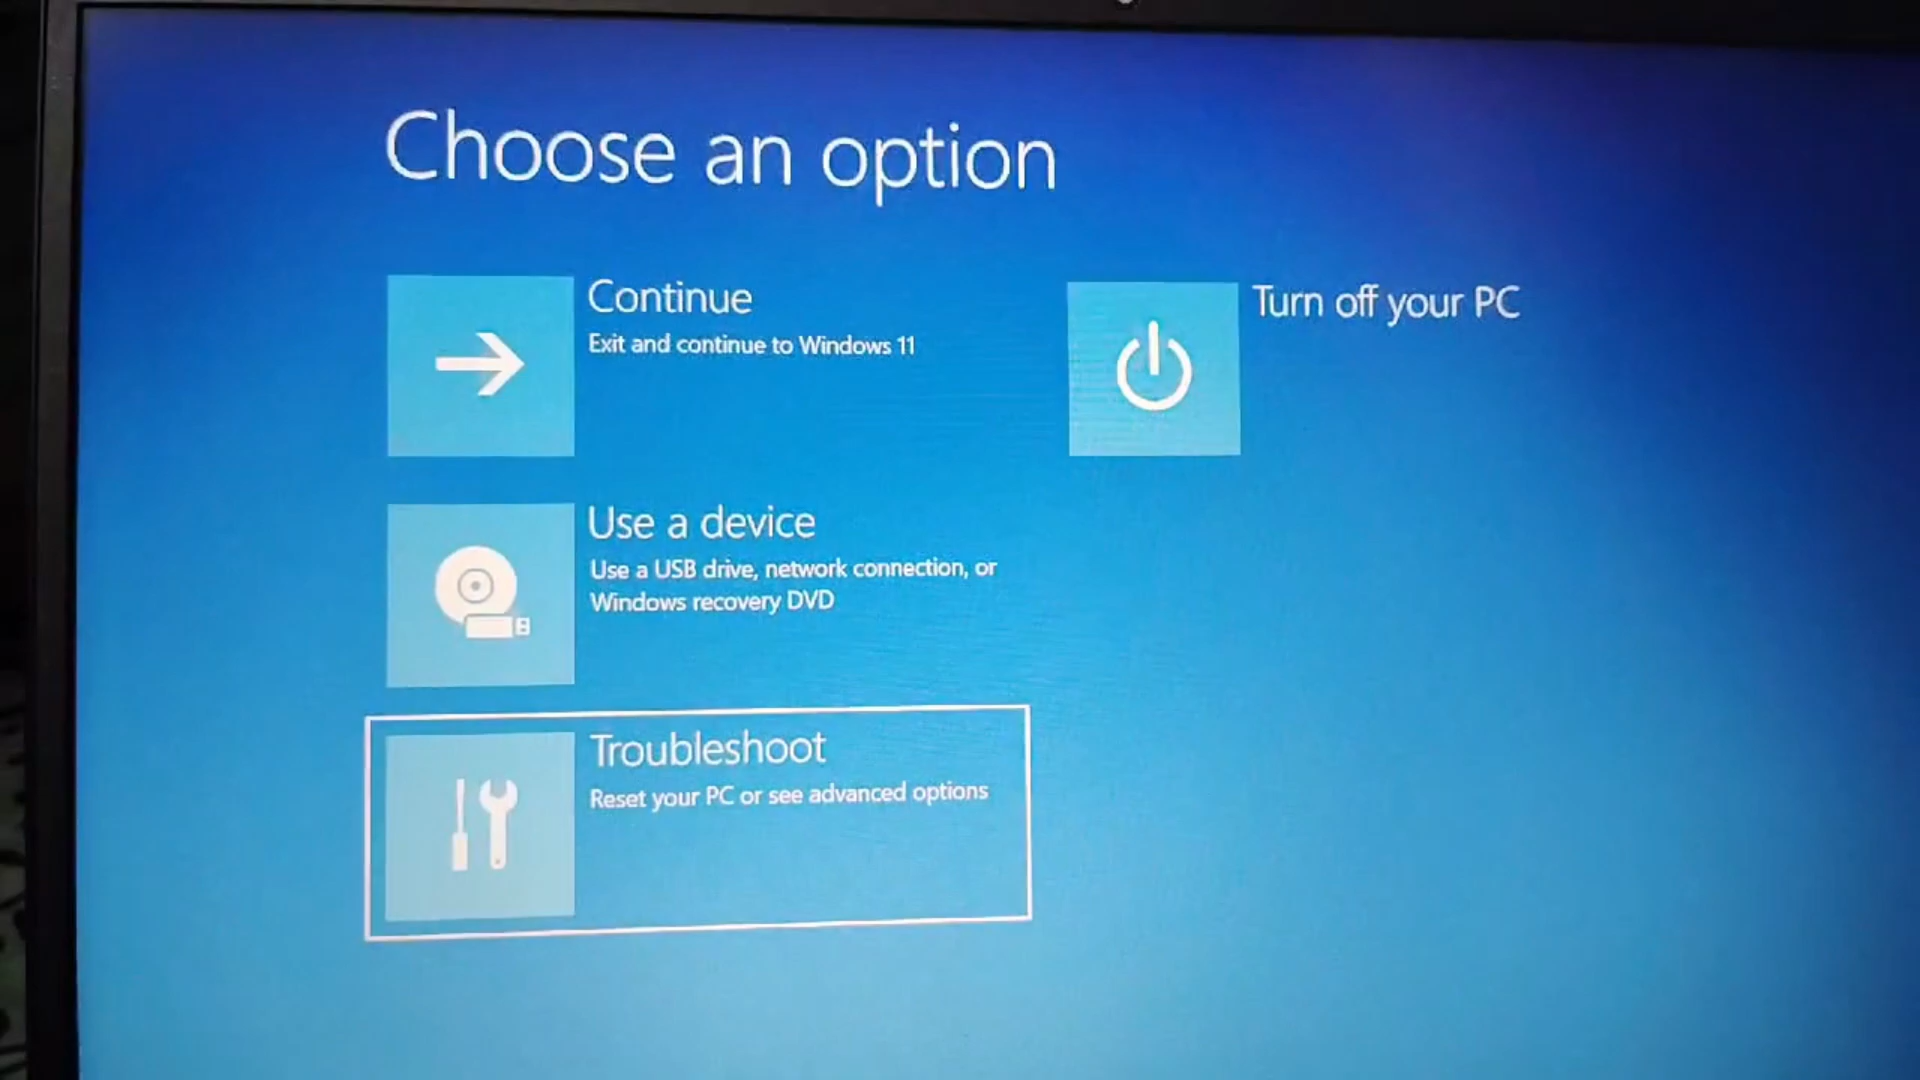 Choose an option
Continue
Exit and continue to Windows 11
Turn off your PC
Use a device
Use a USB drive, network connection, or
Windows recovery DVD
Troubleshoot
Reset your PC or see advanced options